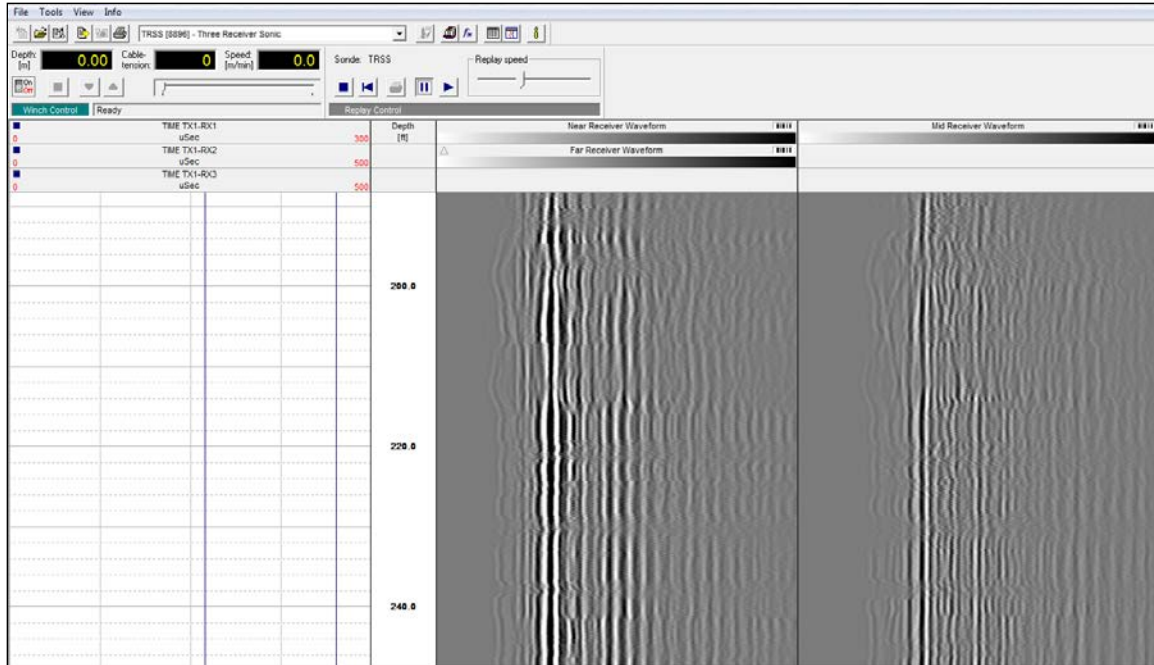 File Tools View Info
TRSS [8896] - Three Receiver Sonic
Depth: [m] 0.00 Cable-tension: 0 Speed: [m/min] 0.0
Sonde: TRSS
Replay speed
On Off
Winch Control Ready
Replay Control
TIME TX1-RX1
0 uSec 300
TIME TX1-RX2
0 uSec 500
TIME TX1-RX3
0 uSec 500
Depth
[ft]
Near Receiver Waveform
Far Receiver Waveform
Mid Receiver Waveform
200.0
220.0
240.0